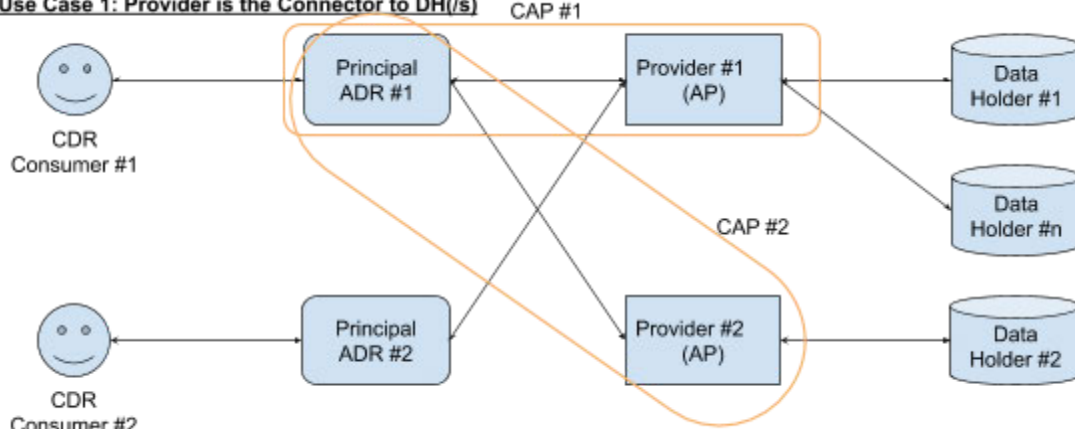 Use Case 1: Provider is the Connector to DH(/s)
CAP #1
Principal
ADR #1
Provider #1
(AP)
Data
Holder #1
CDR
Consumer #1
Data
Holder #n
CAP #2
Principal
ADR #2
Provider #2
(AP)
Data
Holder #2
CDR
Consumer #2